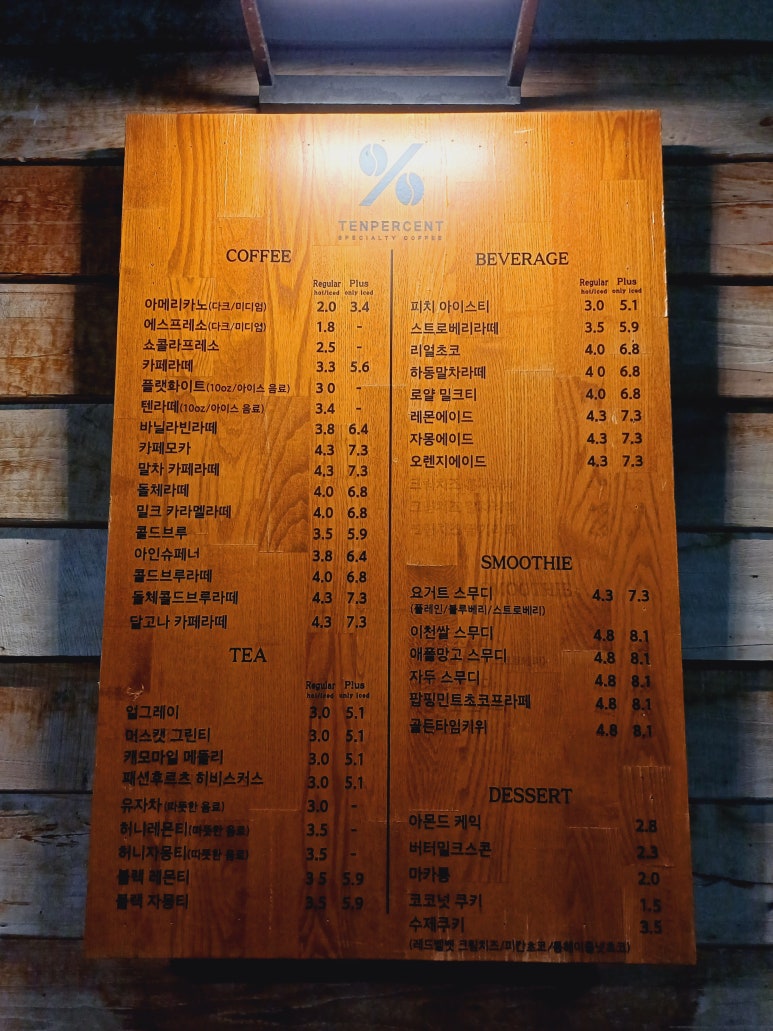 %
TENPERCENT
SPECIALTY COFFEE
COFFEE
Regular Plus
hot/iced only iced
아메리카노(다크/미디엄) 2.0 3.4
에스프레소(다크/미디엄) 1.8 -
쇼콜라프레소 2.5 -
카페라떼 3.3 5.6
플랫화이트(10oz/아이스 음료) 3 0 -
텐라떼(10oz/아이스 음료) 3.4 -
바닐라빈라떼 3.8 6.4
카페모카 4.3 7.3
말차 카페라떼 4.3 7.3
돌체라떼 4.0 6.8
밀크 카라멜라떼 4.0 6.8
콜드브루 3.5 5.9
아인슈페너 3.8 6.4
콜드브루라떼 4.0 6.8
돌체콜드브루라떼 4.3 7.3
달고나 카페라떼 4.3 7.3
TEA
Regular Plus
hot/iced only iced
얼그레이 3.0 5.1
머스캣 그린티 3.0 5.1
캐모마일 메들리 3.0 5.1
패션후르츠 히비스커스 3.0 5.1
유자차 (따뜻한 음료) 3.0 -
허니레몬티(따뜻한 음료) 3.5 -
허니자몽티(따뜻한 음료) 3.5 -
블랙 레몬티 3 5 5.9
블랙 자몽티 3.5 5.9
BEVERAGE
Regular Plus
hot/iced only iced
피치 아이스티 3.0 5.1
스트로베리라떼 3.5 5.9
리얼초코 4.0 6.8
하동말차라떼 4 0 6.8
로얄 밀크티 4.0 6.8
레몬에이드 4.3 7.3
자몽에이드 4.3 7.3
오렌지에이드 4.3 7.3
SMOOTHIE
요거트 스무디 4.3 7.3
(플레인/블루베리/스트로베리)
이천쌀 스무디 4.8 8.1
애플망고 스무디 4.8 8.1
자두 스무디 4.8 8.1
팝핑민트초코프라페 4.8 8.1
골든타임키위 4.8 8.1
DESSERT
아몬드 케익 2.8
버터밀크스콘 2.3
마카롱 2.0
코코넛 쿠키 1.5
수제쿠키 3.5
(레드벨벳 크림치즈/피칸초코/